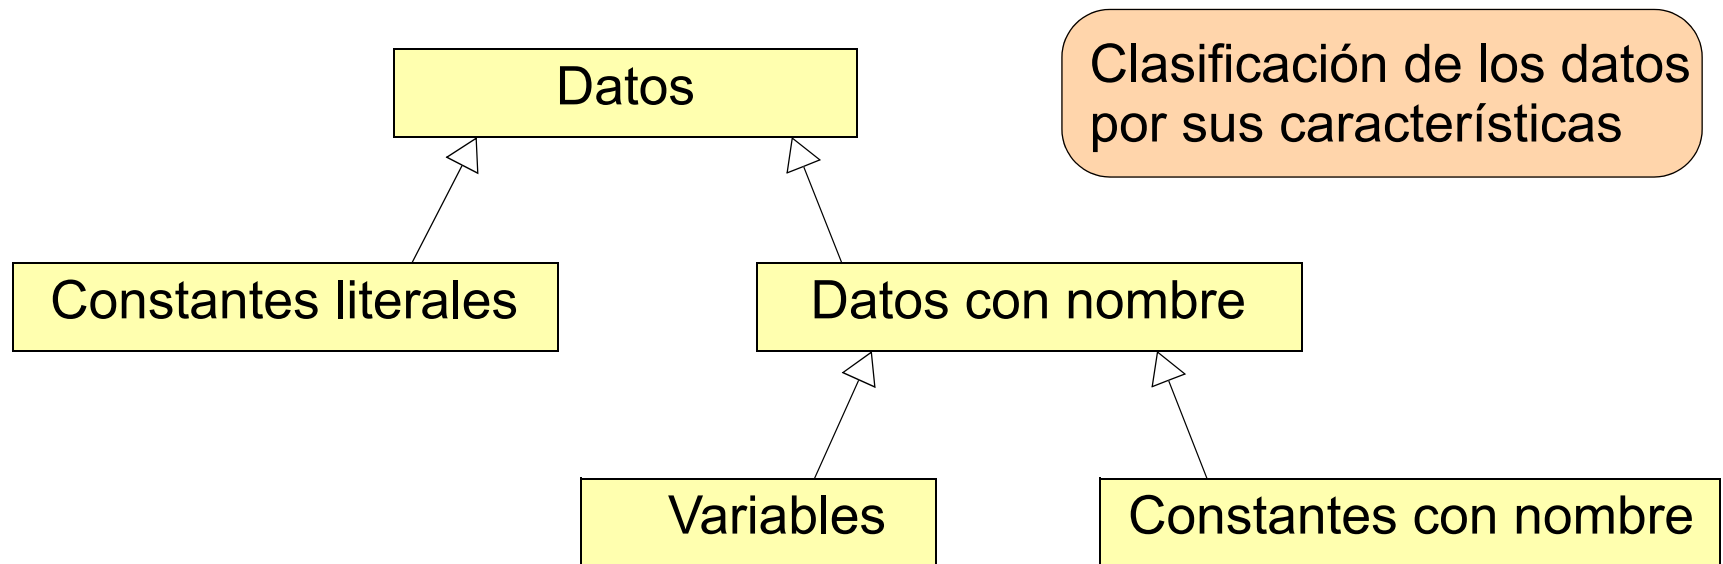 Datos
Clasificación de los datos
por sus características
Constantes literales
Datos con nombre
Variables
Constantes con nombre